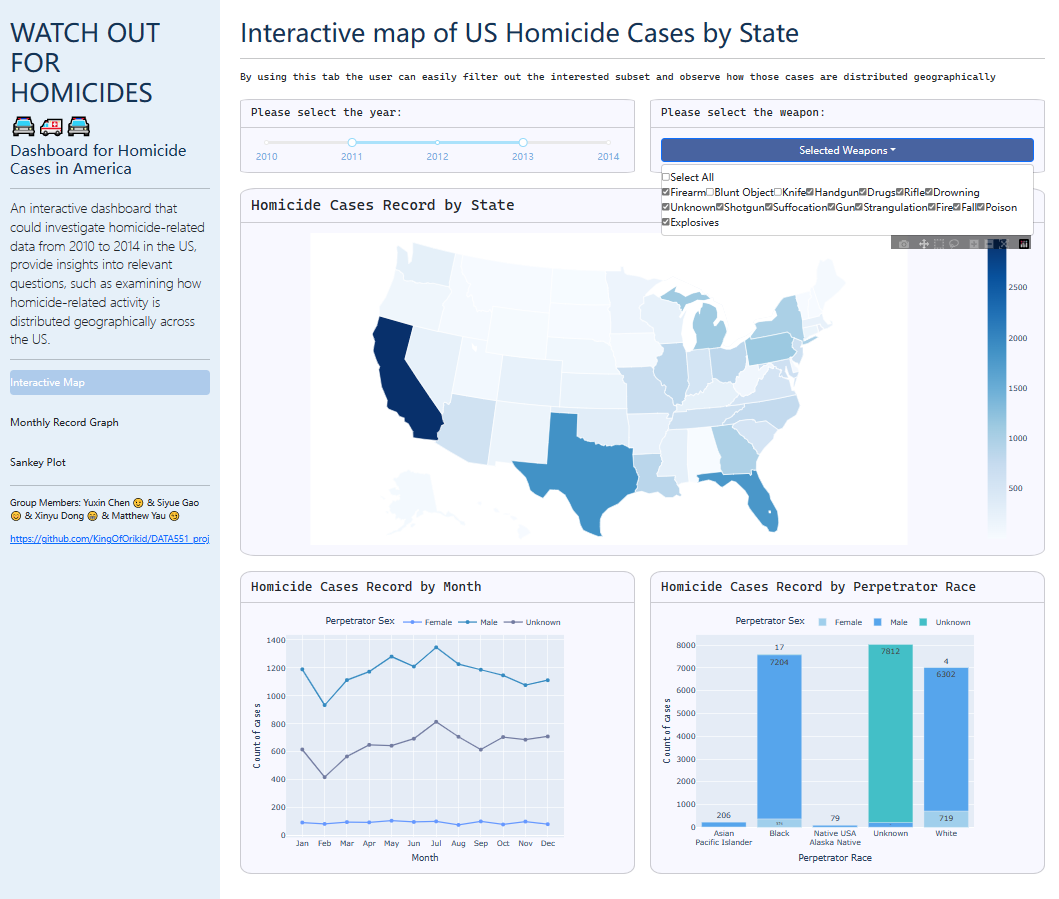 WATCH OUT
FOR
HOMICIDES
Dashboard for Homicide
Cases in America
An interactive dashboard that
could investigate homicide-related
data from 2010 to 2014 in the US,
provide insights into relevant
questions, such as examining how
homicide-related activity is
distributed geographically across
the US.
Interactive Map
Monthly Record Graph
Sankey Plot
Group Members: Yuxin Chen 😉 & Siyue Gao
😊 & Xinyu Dong 😁 & Matthew Yau 😏
https://github.com/KingOfOrikid/DATA551_proj
Interactive map of US Homicide Cases by State
By using this tab the user can easily filter out the interested subset and observe how those cases are distributed geographically
Please select the year:
2010 2011 2012 2013 2014
Please select the weapon:
Selected Weapons
Select All
Firearm Blunt Object Knife Handgun Drugs Rifle Drowning
Unknown Shotgun Suffocation Gun Strangulation Fire Fall Poison
Explosives
Homicide Cases Record by State
2500
2000
1500
1000
500
Homicide Cases Record by Month
Perpetrator Sex Female Male Unknown
1400
1200
1000
800
600
400
200
0
Count of cases
Jan Feb Mar Apr May Jun Jul Aug Sep Oct Nov Dec
Month
Homicide Cases Record by Perpetrator Race
Perpetrator Sex Female Male Unknown
8000
7000
6000
5000
4000
3000
2000
1000
0
Count of cases
206
17
7204
79
7812
4
6302
719
Asian
Pacific Islander
Black
Native USA
Alaska Native
Unknown
White
Perpetrator Race